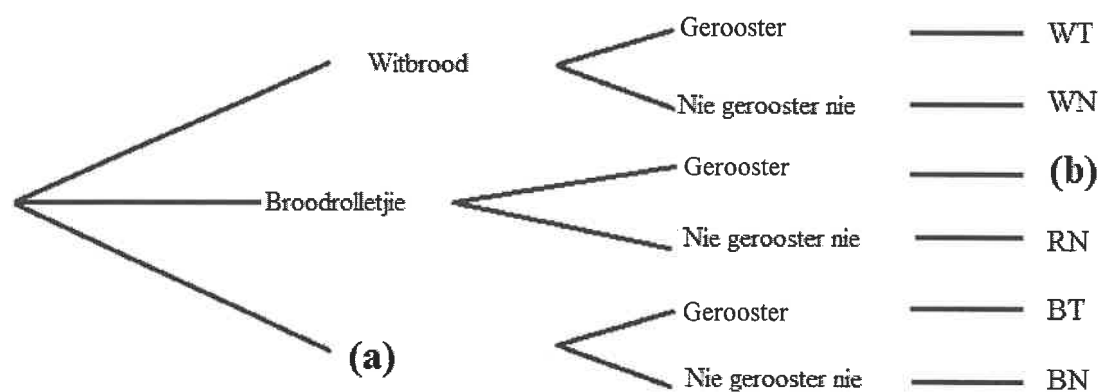 Gerooster WT
Witbrood
Nie gerooster nie WN
Gerooster (b)
Broodrolletjie
Nie gerooster nie RN
Gerooster BT
(a)
Nie gerooster nie BN